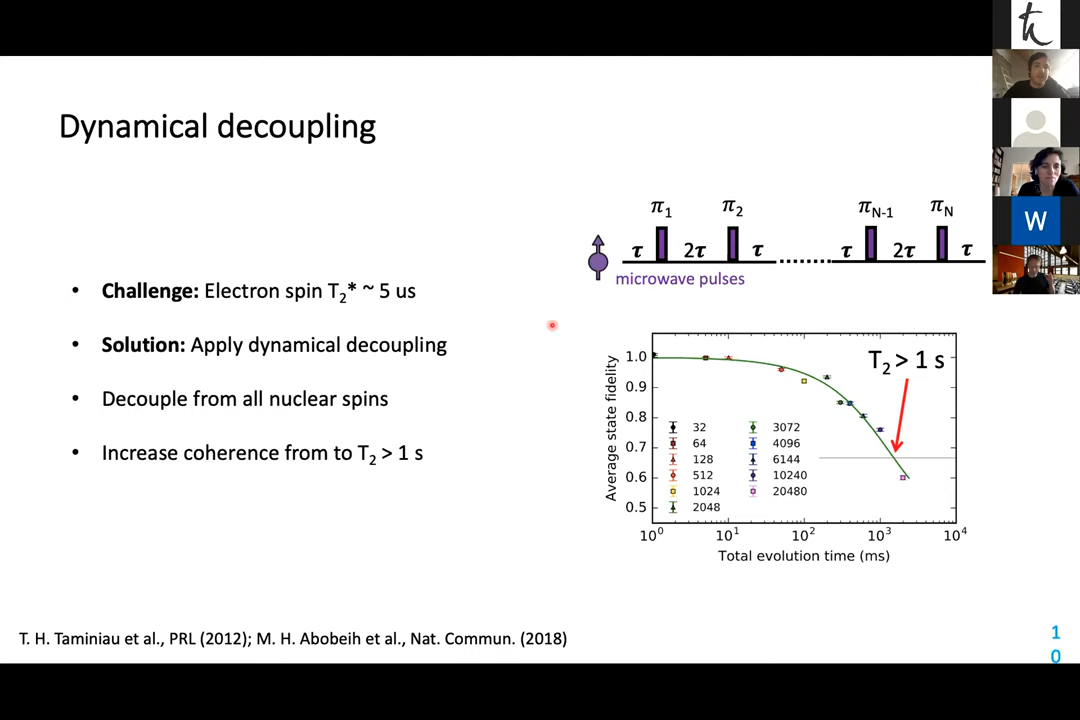 Dynamical decoupling
π1 π2 πN-1 πN
τ 2τ τ ........ τ 2τ τ
microwave pulses
• Challenge: Electron spin T2* ~ 5 us
• Solution: Apply dynamical decoupling
• Decouple from all nuclear spins
• Increase coherence from to T2 > 1 s
T2 > 1 s
Average state fidelity
1.0
0.9
0.8
0.7
0.6
0.5
32 3072
64 4096
128 6144
512 10240
1024 20480
2048
10^0 10^1 10^2 10^3 10^4
Total evolution time (ms)
T. H. Taminiau et al., PRL (2012); M. H. Abobeih et al., Nat. Commun. (2018)
1
0
W